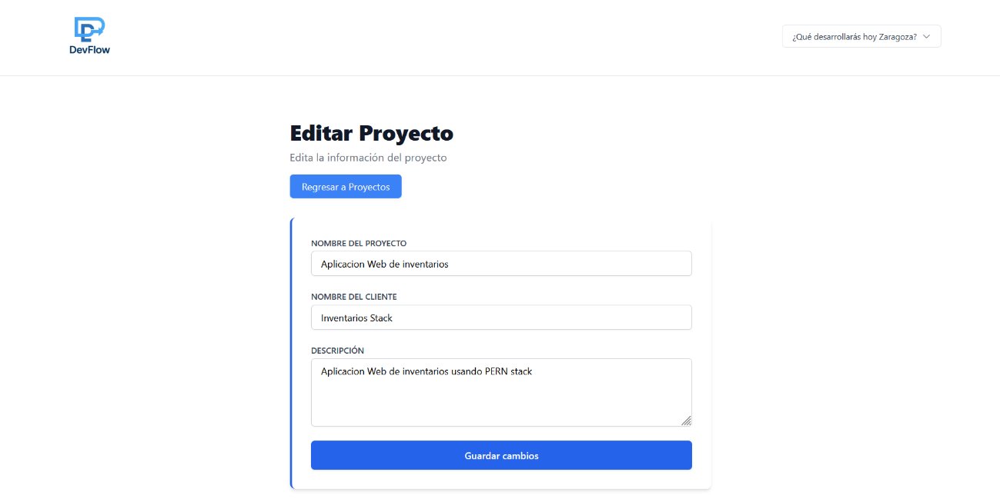 DevFlow
¿Qué desarrollarás hoy Zaragoza?
Editar Proyecto
Edita la información del proyecto
Regresar a Proyectos
NOMBRE DEL PROYECTO
Aplicacion Web de inventarios
NOMBRE DEL CLIENTE
Inventarios Stack
DESCRIPCIÓN
Aplicacion Web de inventarios usando PERN stack
Guardar cambios